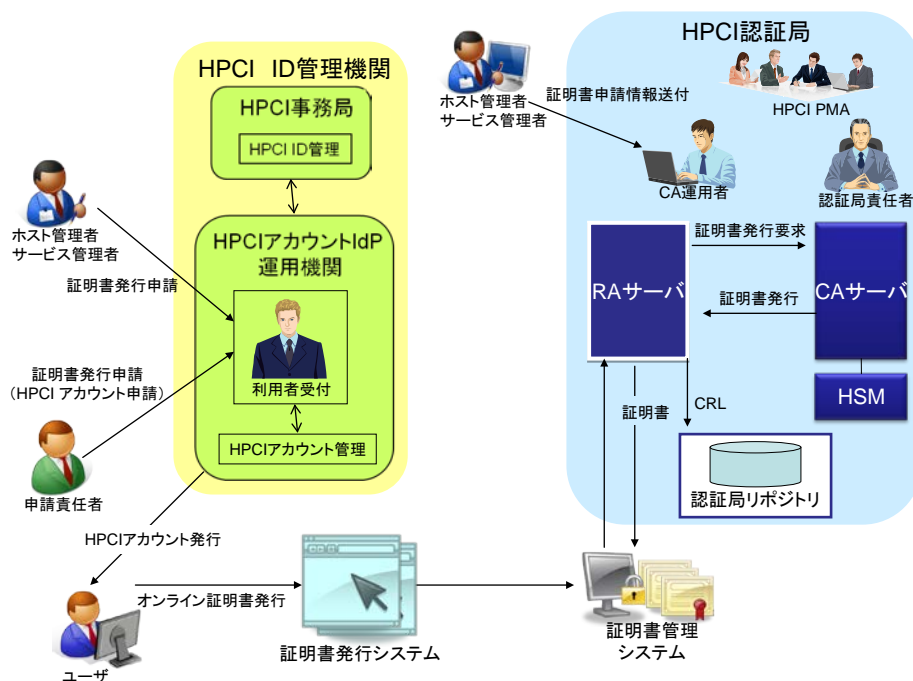 HPCI ID管理機関
HPCI事務局
HPCI ID管理
HPCIアカウントIdP
運用機関
利用者受付
HPCIアカウント管理
ホスト管理者
サービス管理者
証明書発行申請
証明書発行申請
(HPCI アカウント申請)
申請責任者
HPCIアカウント発行
ユーザ
オンライン証明書発行
証明書発行システム
ホスト管理者
サービス管理者
証明書申請情報送付
HPCI認証局
HPCI PMA
CA運用者
認証局責任者
RAサーバ
証明書発行要求
証明書発行
CAサーバ
HSM
証明書
CRL
認証局リポジトリ
証明書管理
システム